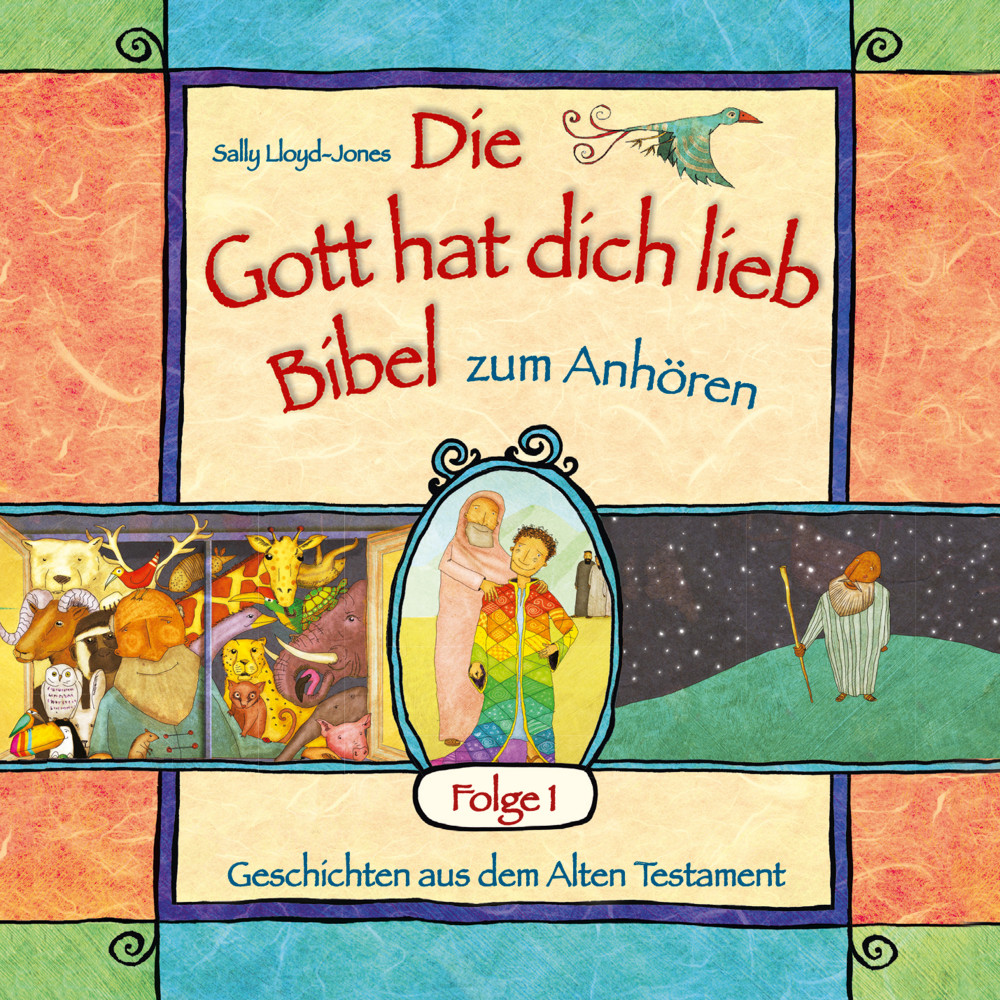 Sally Lloyd-Jones
Die
Gott hat dich lieb
Bibel zum Anhören
Folge 1
Geschichten aus dem Alten Testament